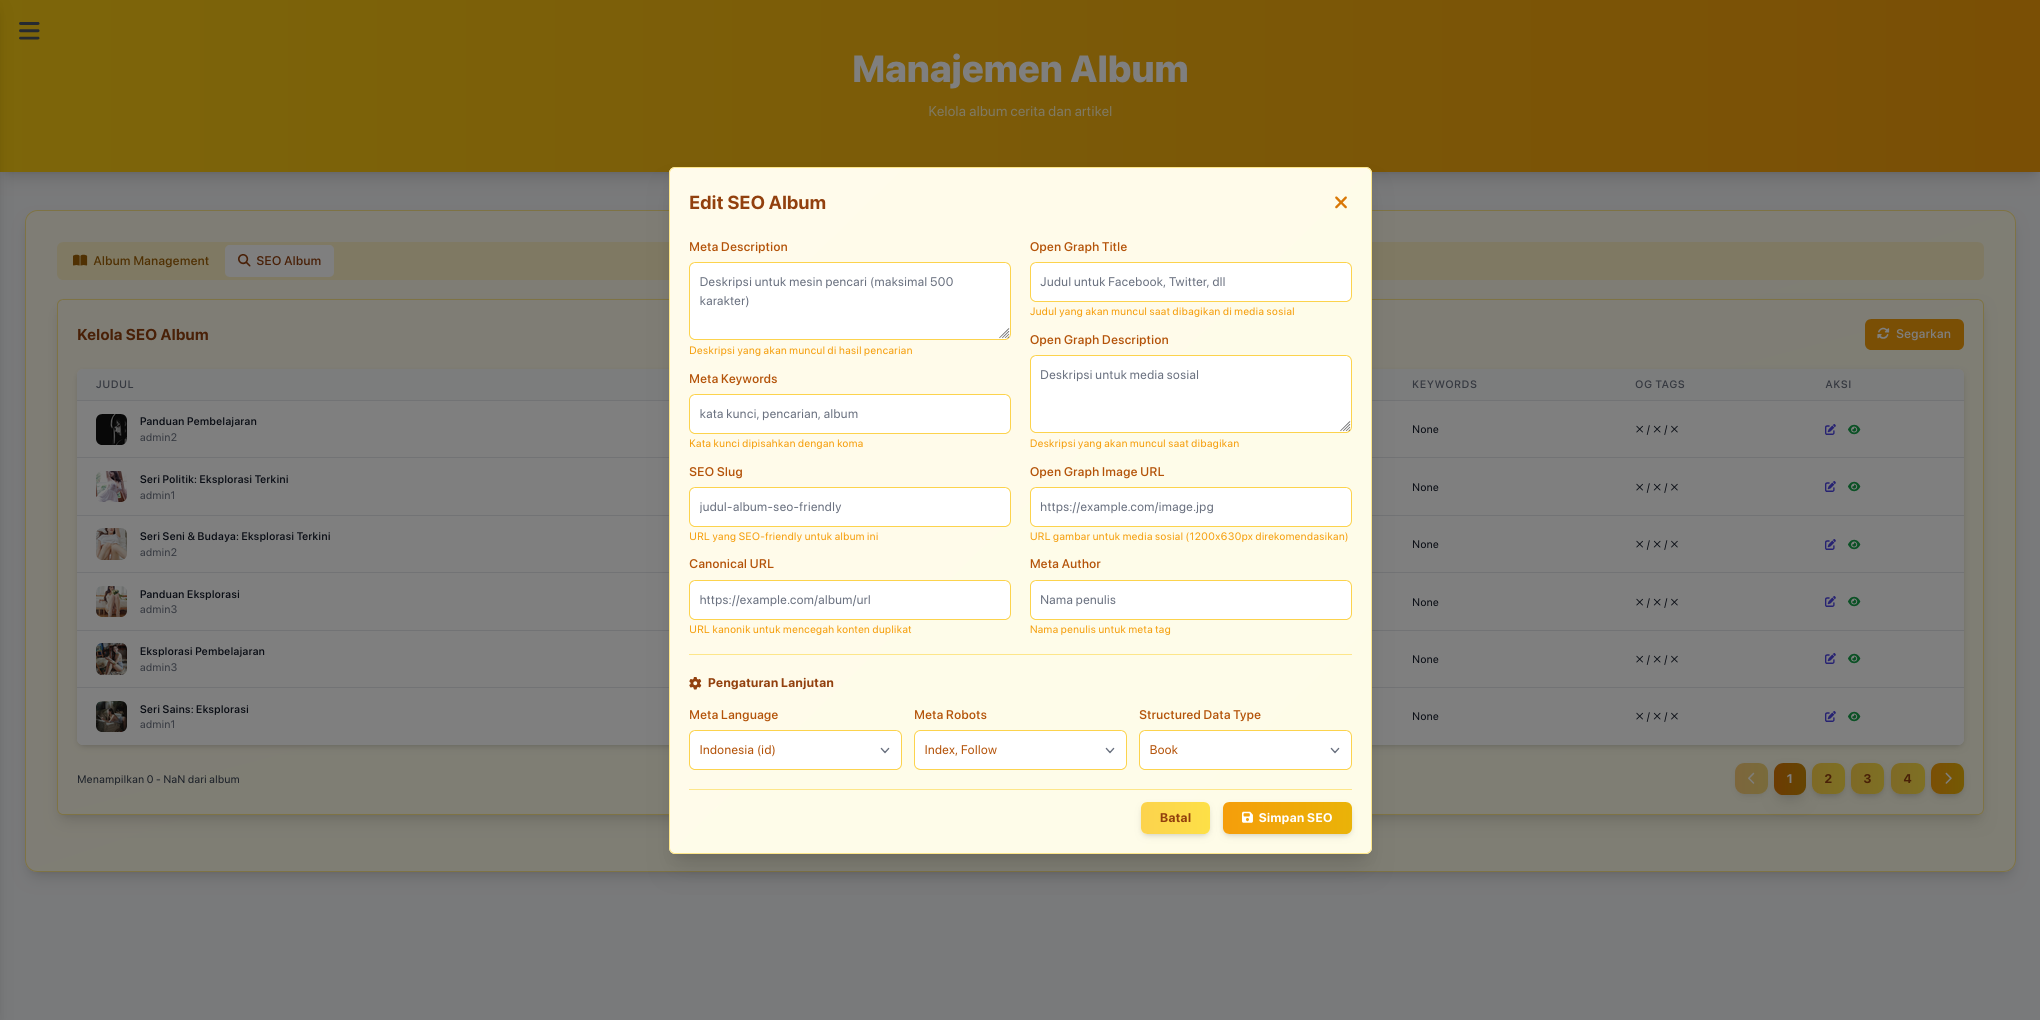 Manajemen Album
Kelola album cerita dan artikel
Album Management
SEO Album
Kelola SEO Album
Segarkan
JUDUL
KEYWORDS
OG TAGS
AKSI
Panduan Pembelajaran
admin2
None
✕ / ✕ / ✕
Seri Politik: Eksplorasi Terkini
admin1
None
✕ / ✕ / ✕
Seri Seni & Budaya: Eksplorasi Terkini
admin2
None
✕ / ✕ / ✕
Panduan Eksplorasi
admin3
None
✕ / ✕ / ✕
Eksplorasi Pembelajaran
admin3
None
✕ / ✕ / ✕
Seri Sains: Eksplorasi
admin1
None
✕ / ✕ / ✕
Menampilkan 0 - NaN dari album
1
2
3
4
Edit SEO Album
Meta Description
Deskripsi untuk mesin pencari (maksimal 500
karakter)
Deskripsi yang akan muncul di hasil pencarian
Meta Keywords
kata kunci, pencarian, album
Kata kunci dipisahkan dengan koma
SEO Slug
judul-album-seo-friendly
URL yang SEO-friendly untuk album ini
Canonical URL
https://example.com/album/url
URL kanonik untuk mencegah konten duplikat
Open Graph Title
Judul untuk Facebook, Twitter, dll
Judul yang akan muncul saat dibagikan di media sosial
Open Graph Description
Deskripsi untuk media sosial
Deskripsi yang akan muncul saat dibagikan
Open Graph Image URL
https://example.com/image.jpg
URL gambar untuk media sosial (1200x630px direkomendasikan)
Meta Author
Nama penulis
Nama penulis untuk meta tag
Pengaturan Lanjutan
Meta Language
Indonesia (id)
Meta Robots
Index, Follow
Structured Data Type
Book
Batal
Simpan SEO